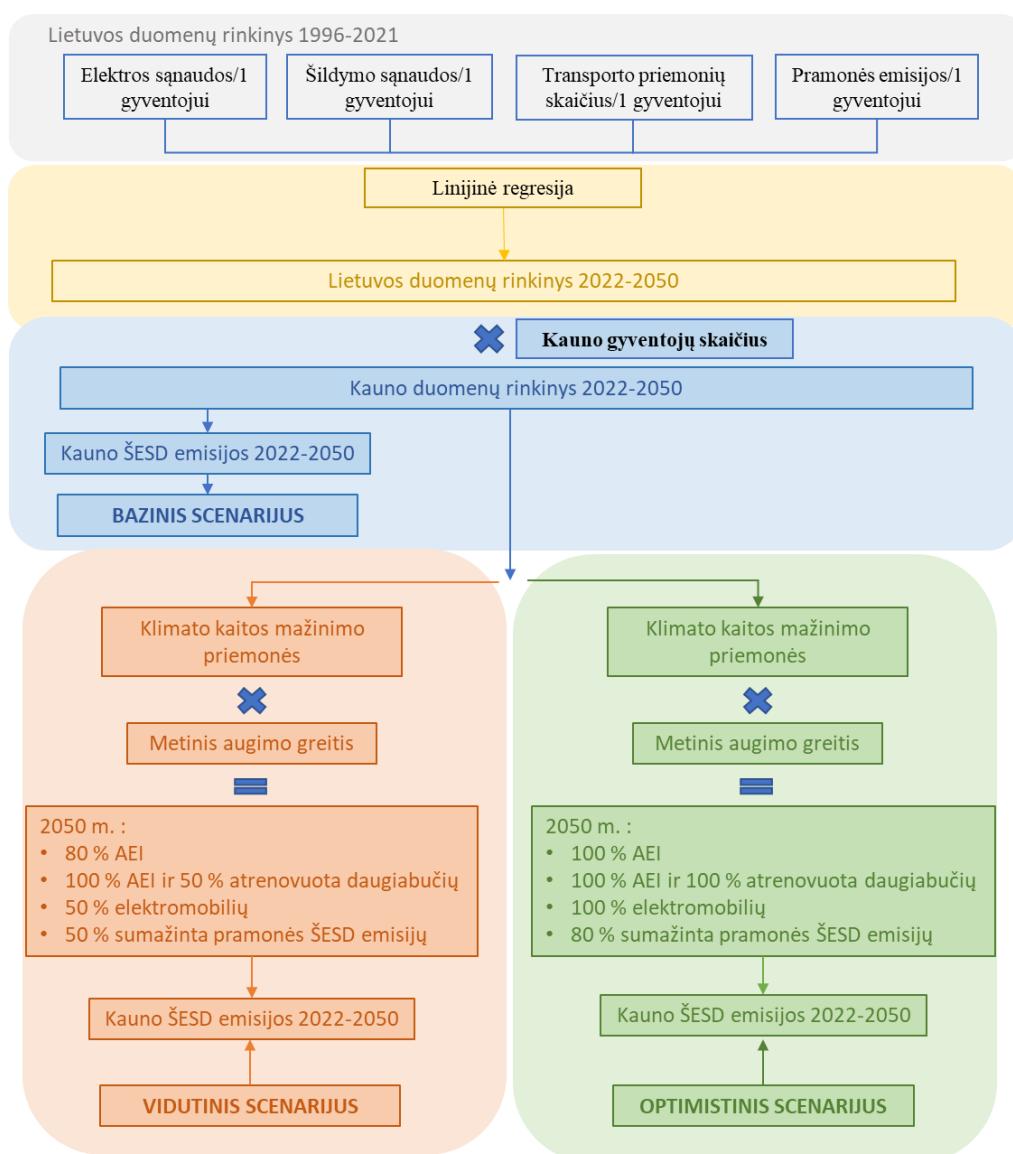 Lietuvos duomenų rinkinys 1996-2021
Elektros sąnaudos/1
gyventojui
Šildymo sąnaudos/1
gyventojui
Transporto priemonių
skaičius/1 gyventojui
Pramonės emisijos/1
gyventojui
Linijinė regresija
Lietuvos duomenų rinkinys 2022-2050
Kauno gyventojų skaičius
Kauno duomenų rinkinys 2022-2050
Kauno ŠESD emisijos 2022-2050
BAZINIS SCENARIJUS
Klimato kaitos mažinimo
priemonės
Metinis augimo greitis
2050 m. :
• 80 % AEI
• 100 % AEI ir 50 % atrenovuota daugiabučių
• 50 % elektromobilių
• 50 % sumažinta pramonės ŠESD emisijų
Kauno ŠESD emisijos 2022-2050
VIDUTINIS SCENARIJUS
Klimato kaitos mažinimo
priemonės
Metinis augimo greitis
2050 m. :
• 100 % AEI
• 100 % AEI ir 100 % atrenovuota daugiabučių
• 100 % elektromobilių
• 80 % sumažinta pramonės ŠESD emisijų
Kauno ŠESD emisijos 2022-2050
OPTIMISTINIS SCENARIJUS